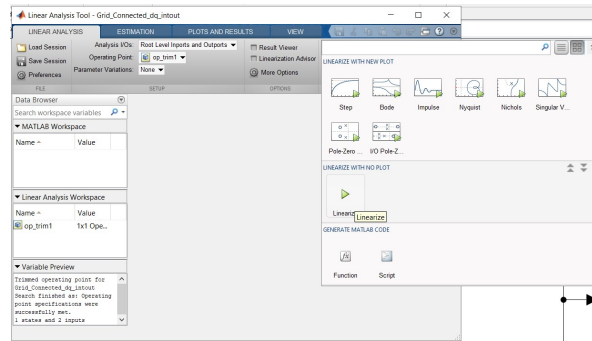 Linear Analysis Tool - Grid_Connected_dq_intout
LINEAR ANALYSIS
ESTIMATION
PLOTS AND RESULTS
VIEW
Load Session
Save Session
Preferences
FILE
Analysis I/Os: Root Level Inports and Outports
Operating Point: op_trim1
Parameter Variations: None
SETUP
Result Viewer
Linearization Advisor
More Options
OPTIONS
LINEARIZE WITH NEW PLOT
Step
Bode
Impulse
Nyquist
Nichols
Singular V...
Pole-Zero ...
I/O Pole-Z...
LINEARIZE WITH NO PLOT
Lineariz
Linearize
GENERATE MATLAB CODE
Function
Script
Data Browser
Search workspace variables
MATLAB Workspace
Name
Value
Linear Analysis Workspace
Name
Value
op_trim1
1x1 Ope...
Variable Preview
Trimmed operating point for
Grid_Connected_dq_intout
Search finished as: Operating
point specifications were
successfully met.
1 states and 2 inputs